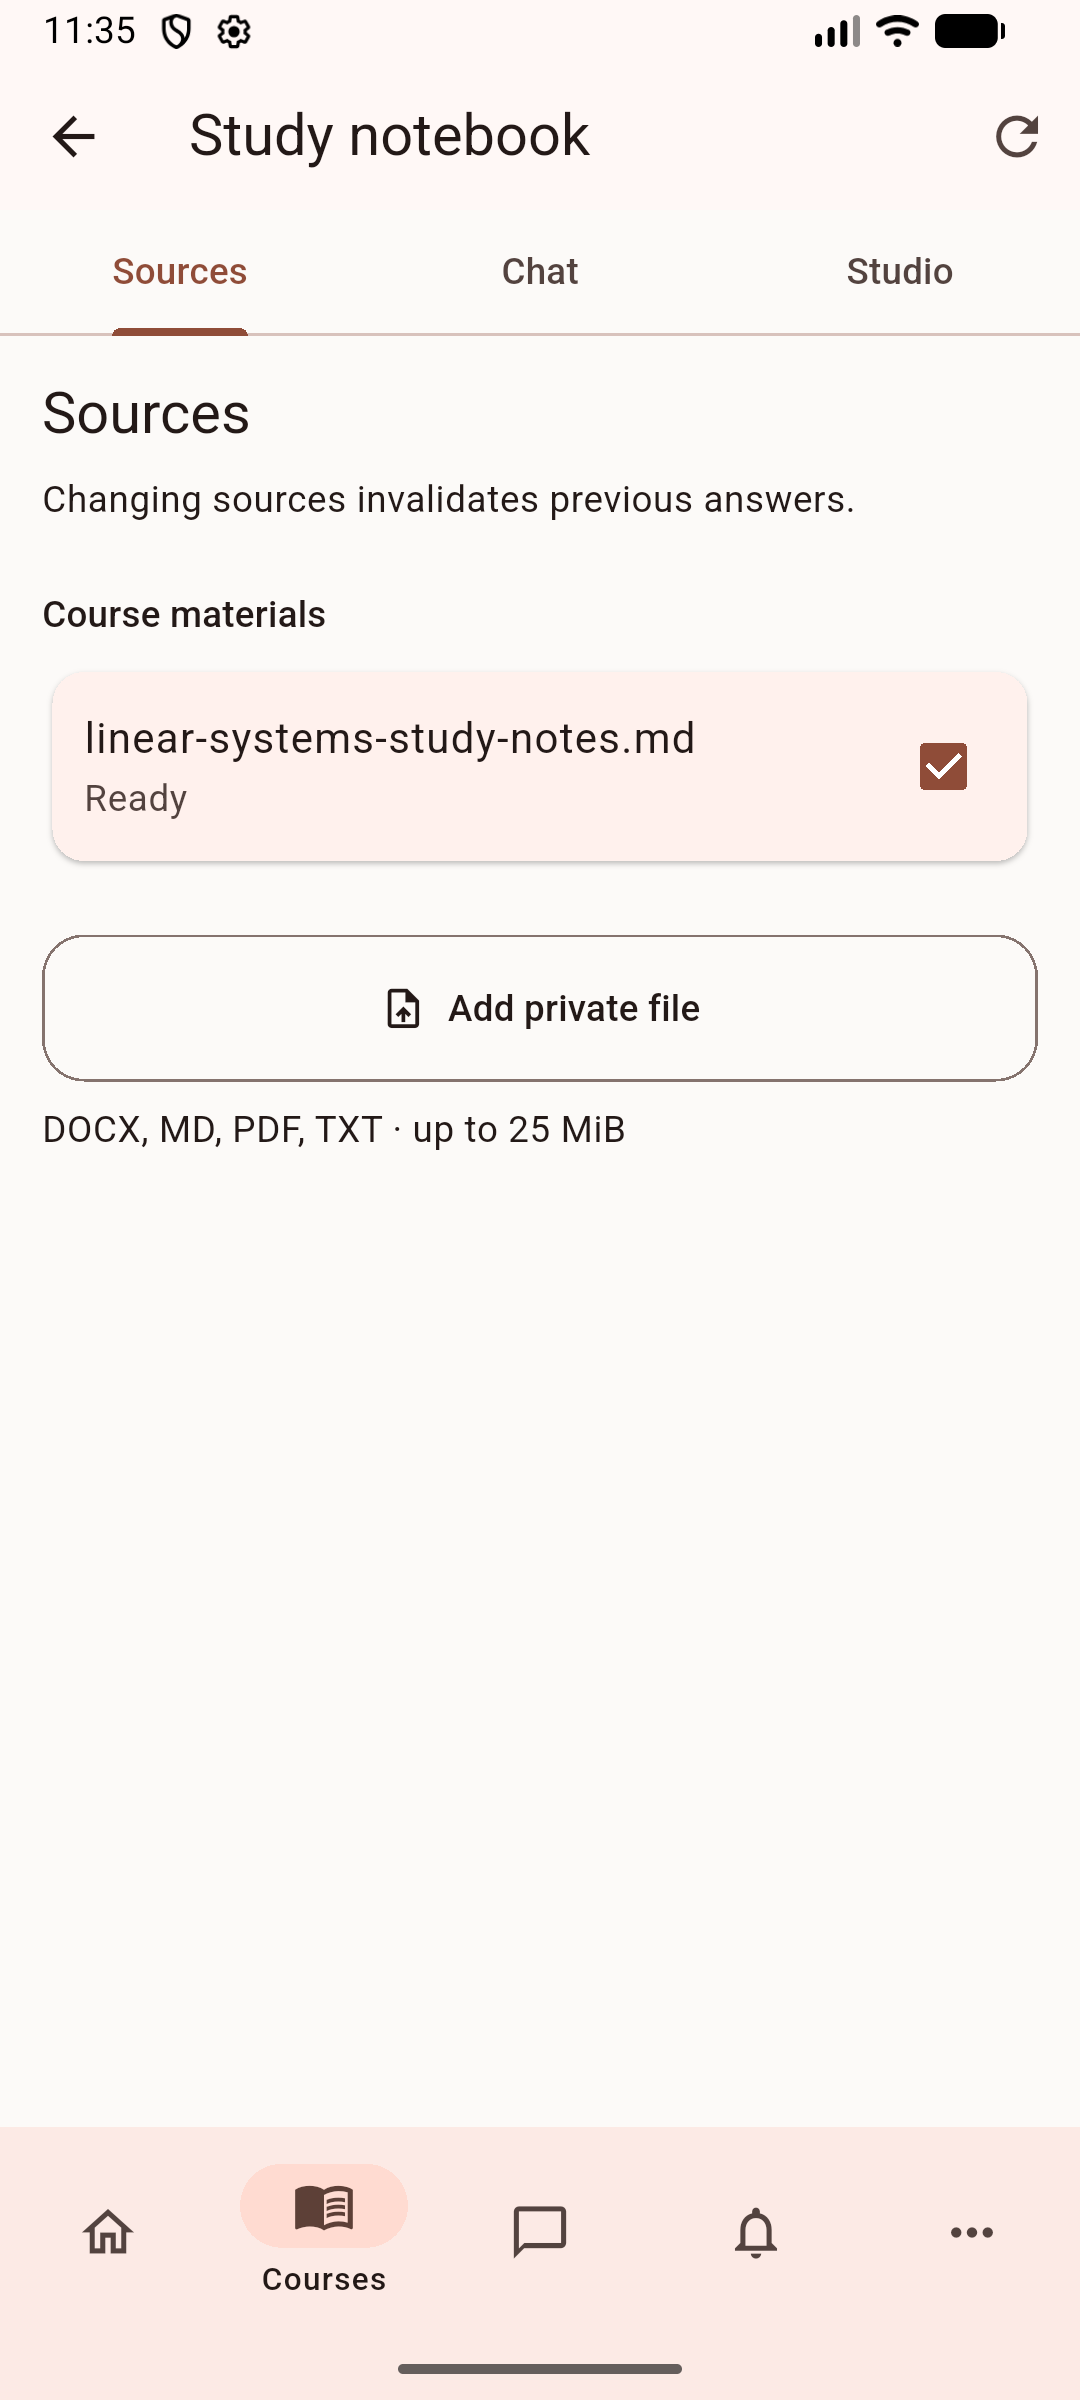 11:35
Study notebook
Sources
Chat
Studio
Sources
Changing sources invalidates previous answers.
Course materials
linear-systems-study-notes.md
Ready
Add private file
DOCX, MD, PDF, TXT · up to 25 MiB
Courses